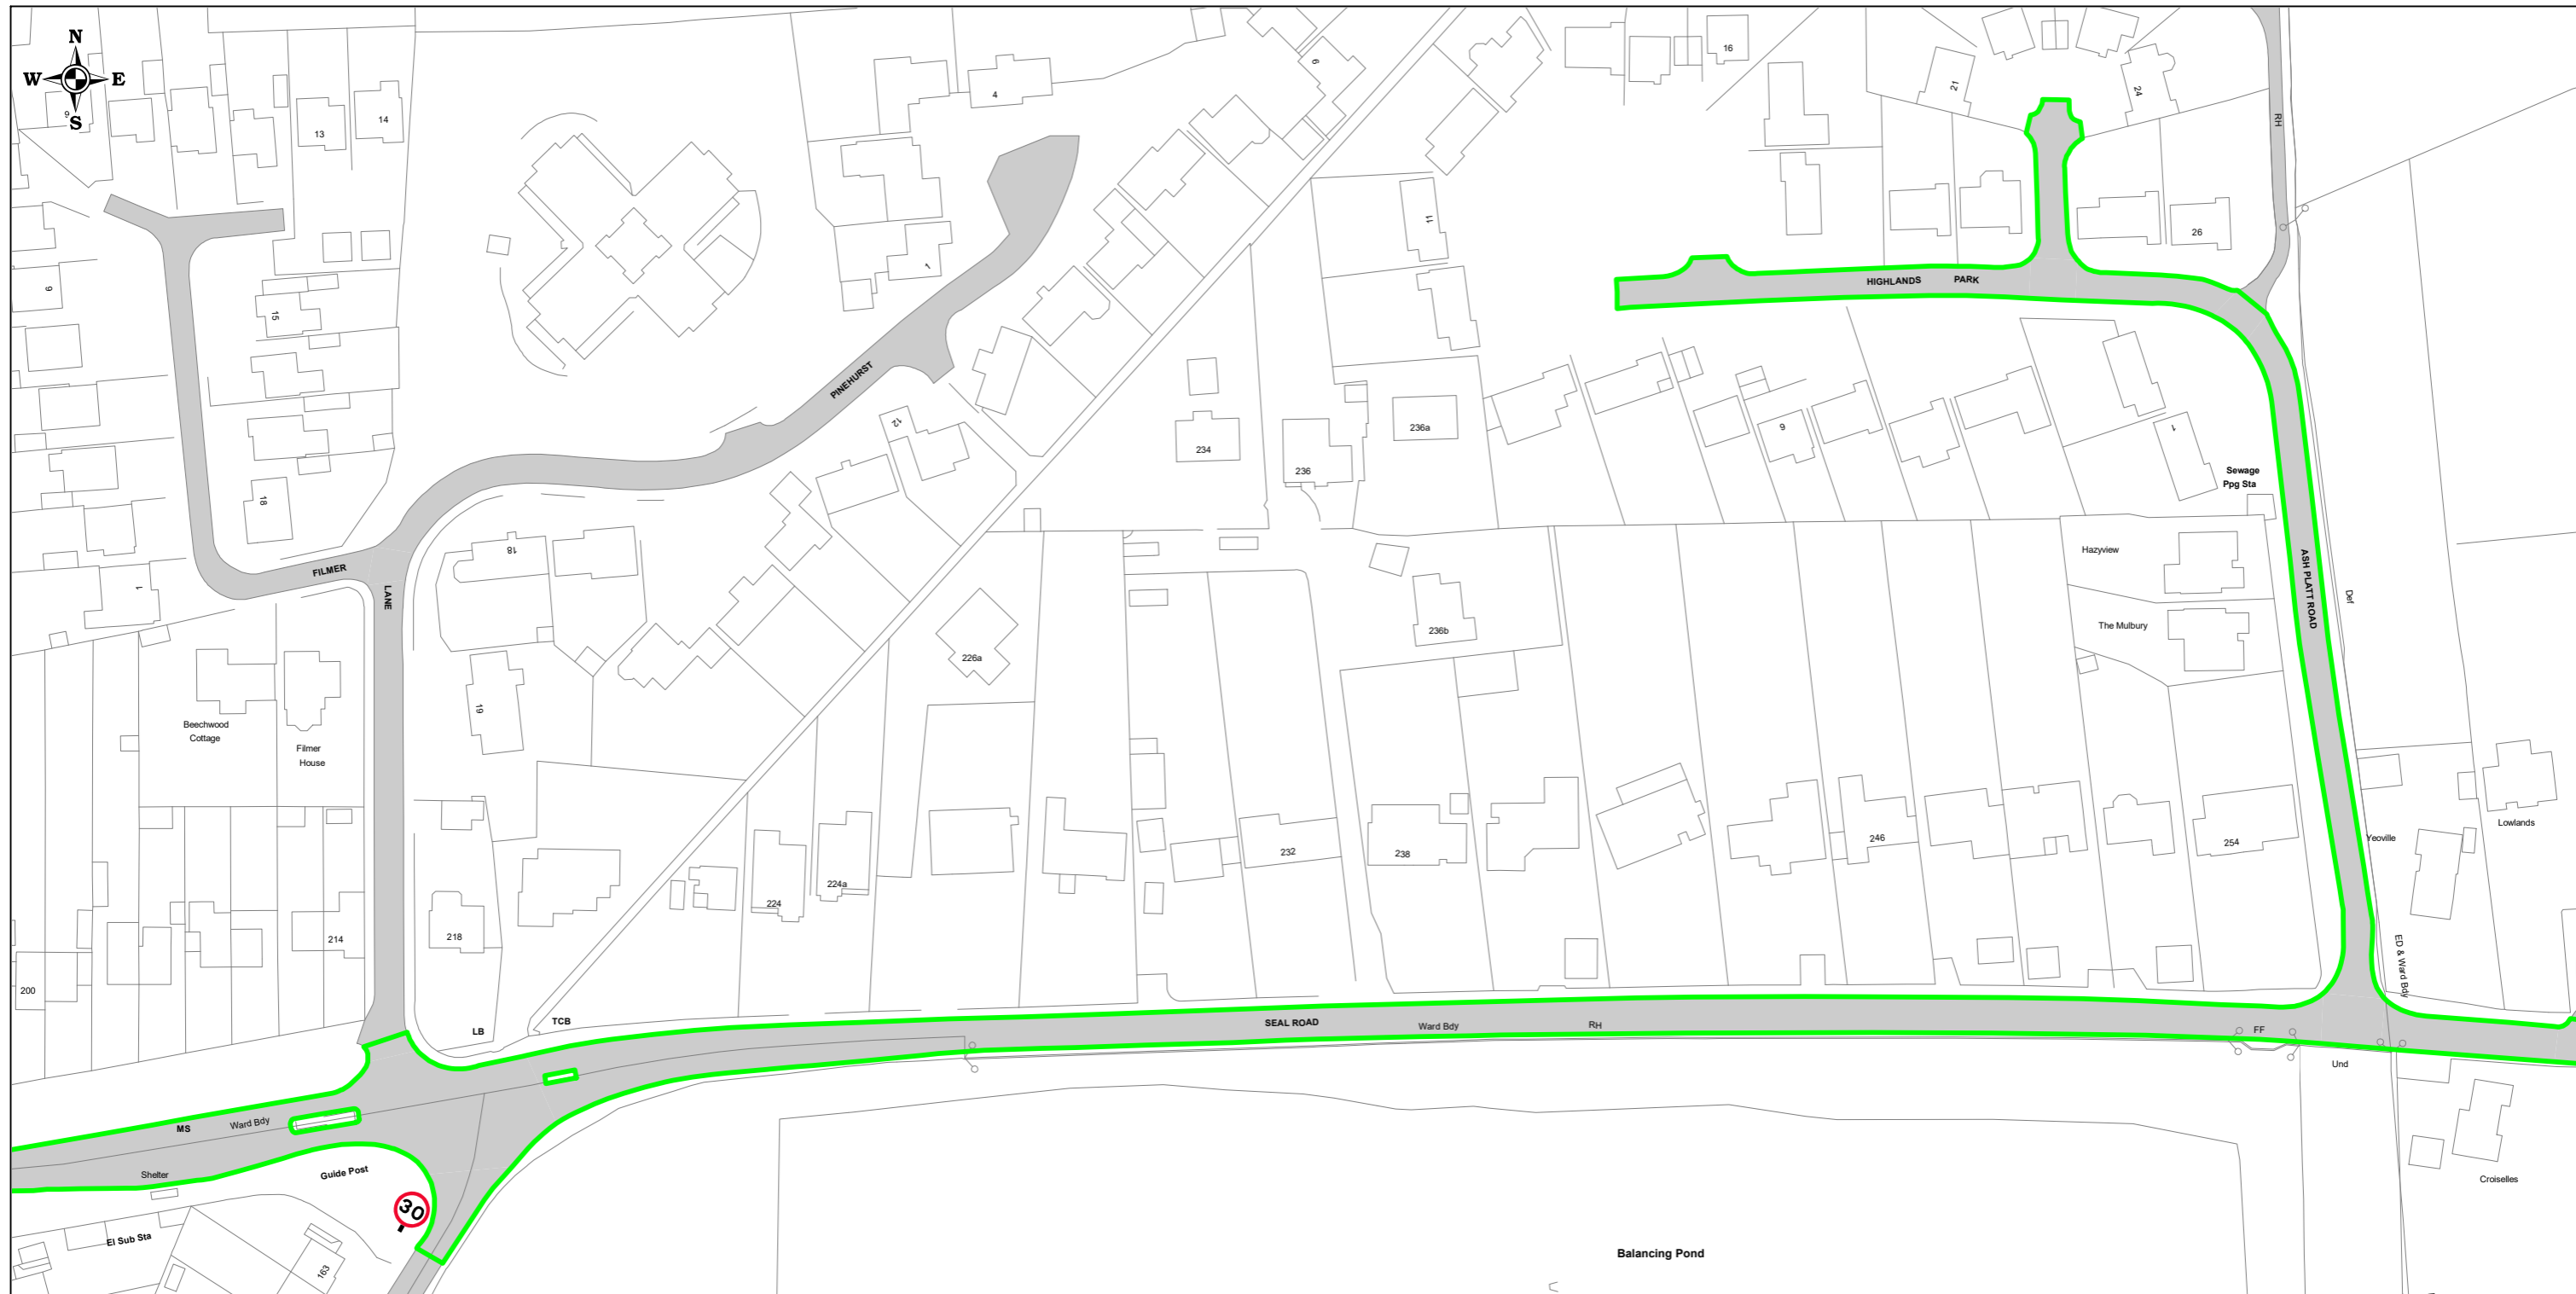 N
W E
S
9
13
14
4
6
16
21
24
RH
11
26
1
9
15
HIGHLANDS PARK
PINEHURST
12
234
236
236a
9
1
Sewage
Ppg Sta
18
18
FILMER
LANE
1
Hazyview
ASH PLATT ROAD
Def
The Mulbury
236b
226a
19
Beechwood
Cottage
Filmer
House
Lowlands
Yeoville
246
254
232
238
224a
224
218
214
200
ED & Ward Bdy
LB
TCB
SEAL ROAD
Ward Bdy
RH
FF
Und
MS
Ward Bdy
Shelter
Guide Post
30
El Sub Sta
163
Croiselles
Balancing Pond